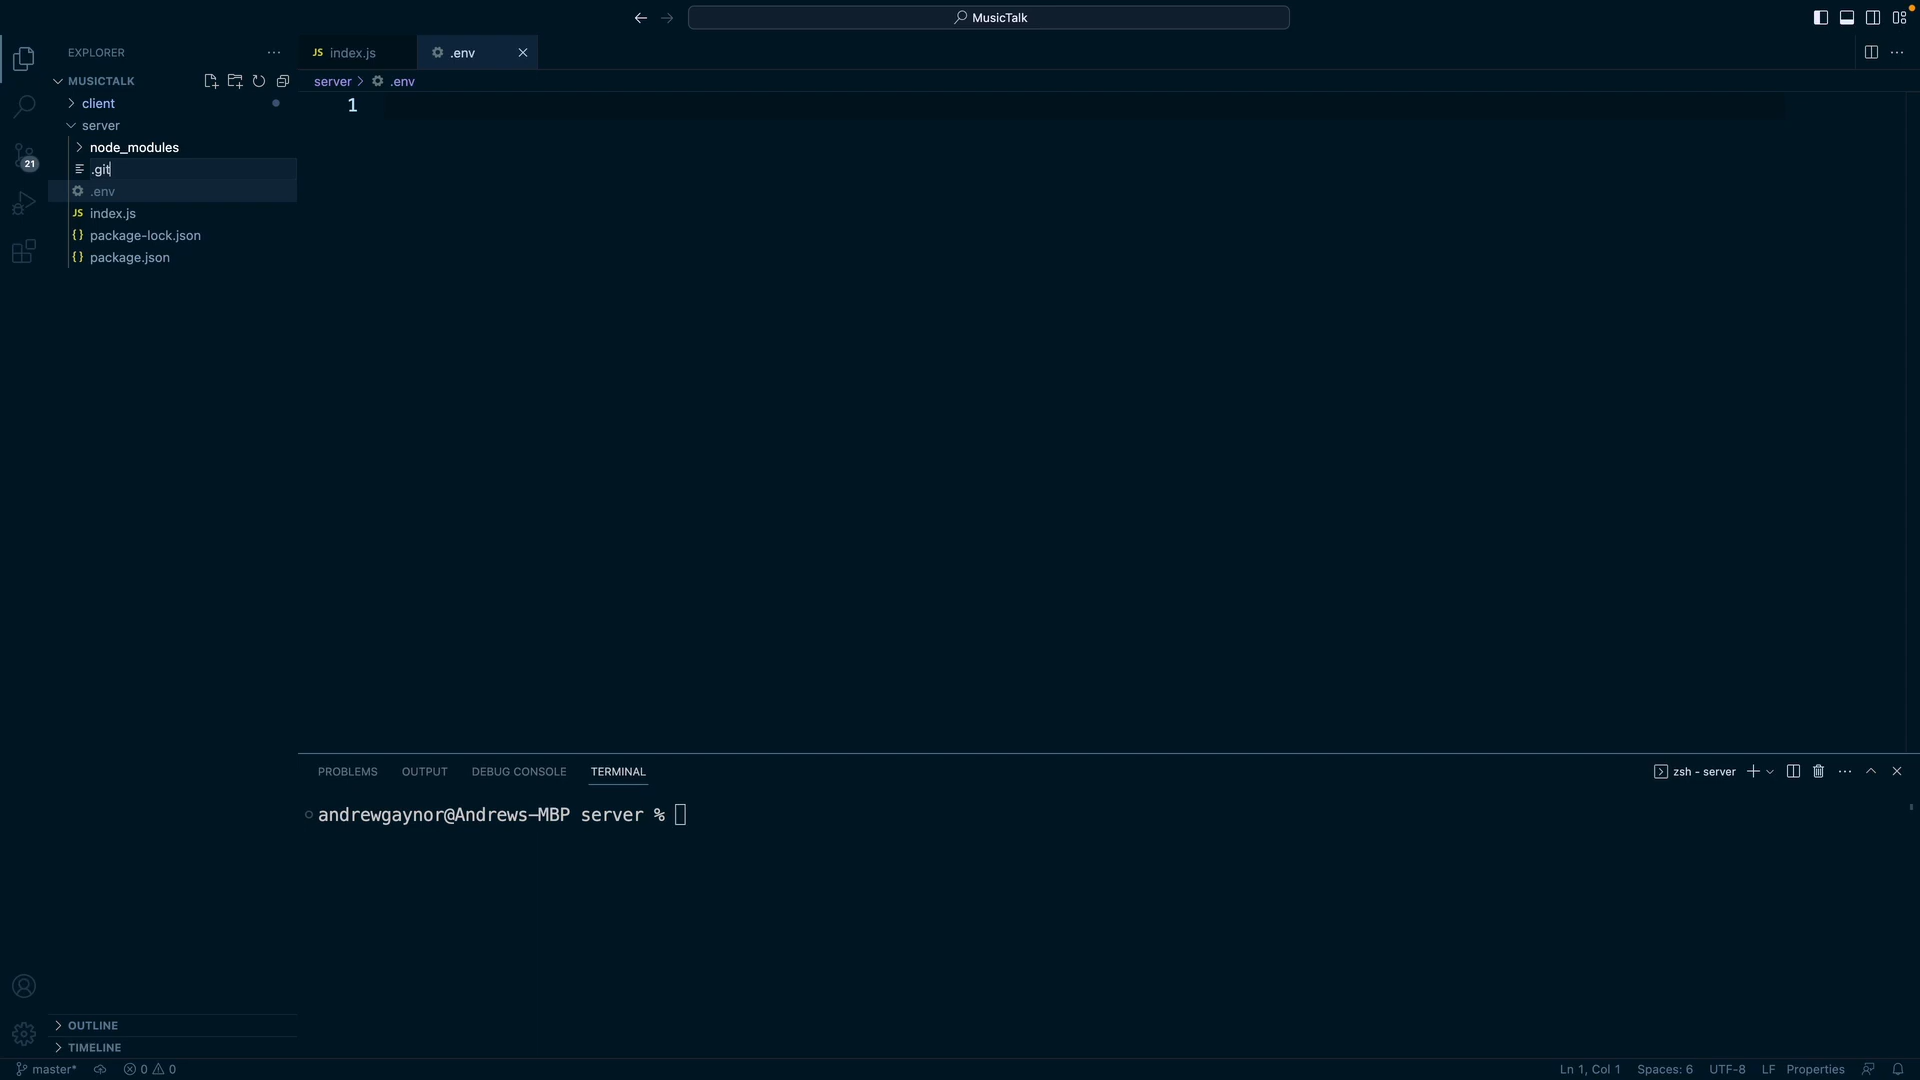 MusicTalk
EXPLORER
MUSICTALK
client
server
node_modules
.git
.env
JS index.js
{} package-lock.json
{} package.json
JS index.js
.env
server > .env
1
21
PROBLEMS OUTPUT DEBUG CONSOLE TERMINAL
zsh - server
andrewgaynor@Andrews-MBP server %
OUTLINE
TIMELINE
master* 0 0
Ln 1, Col 1 Spaces: 6 UTF-8 LF Properties